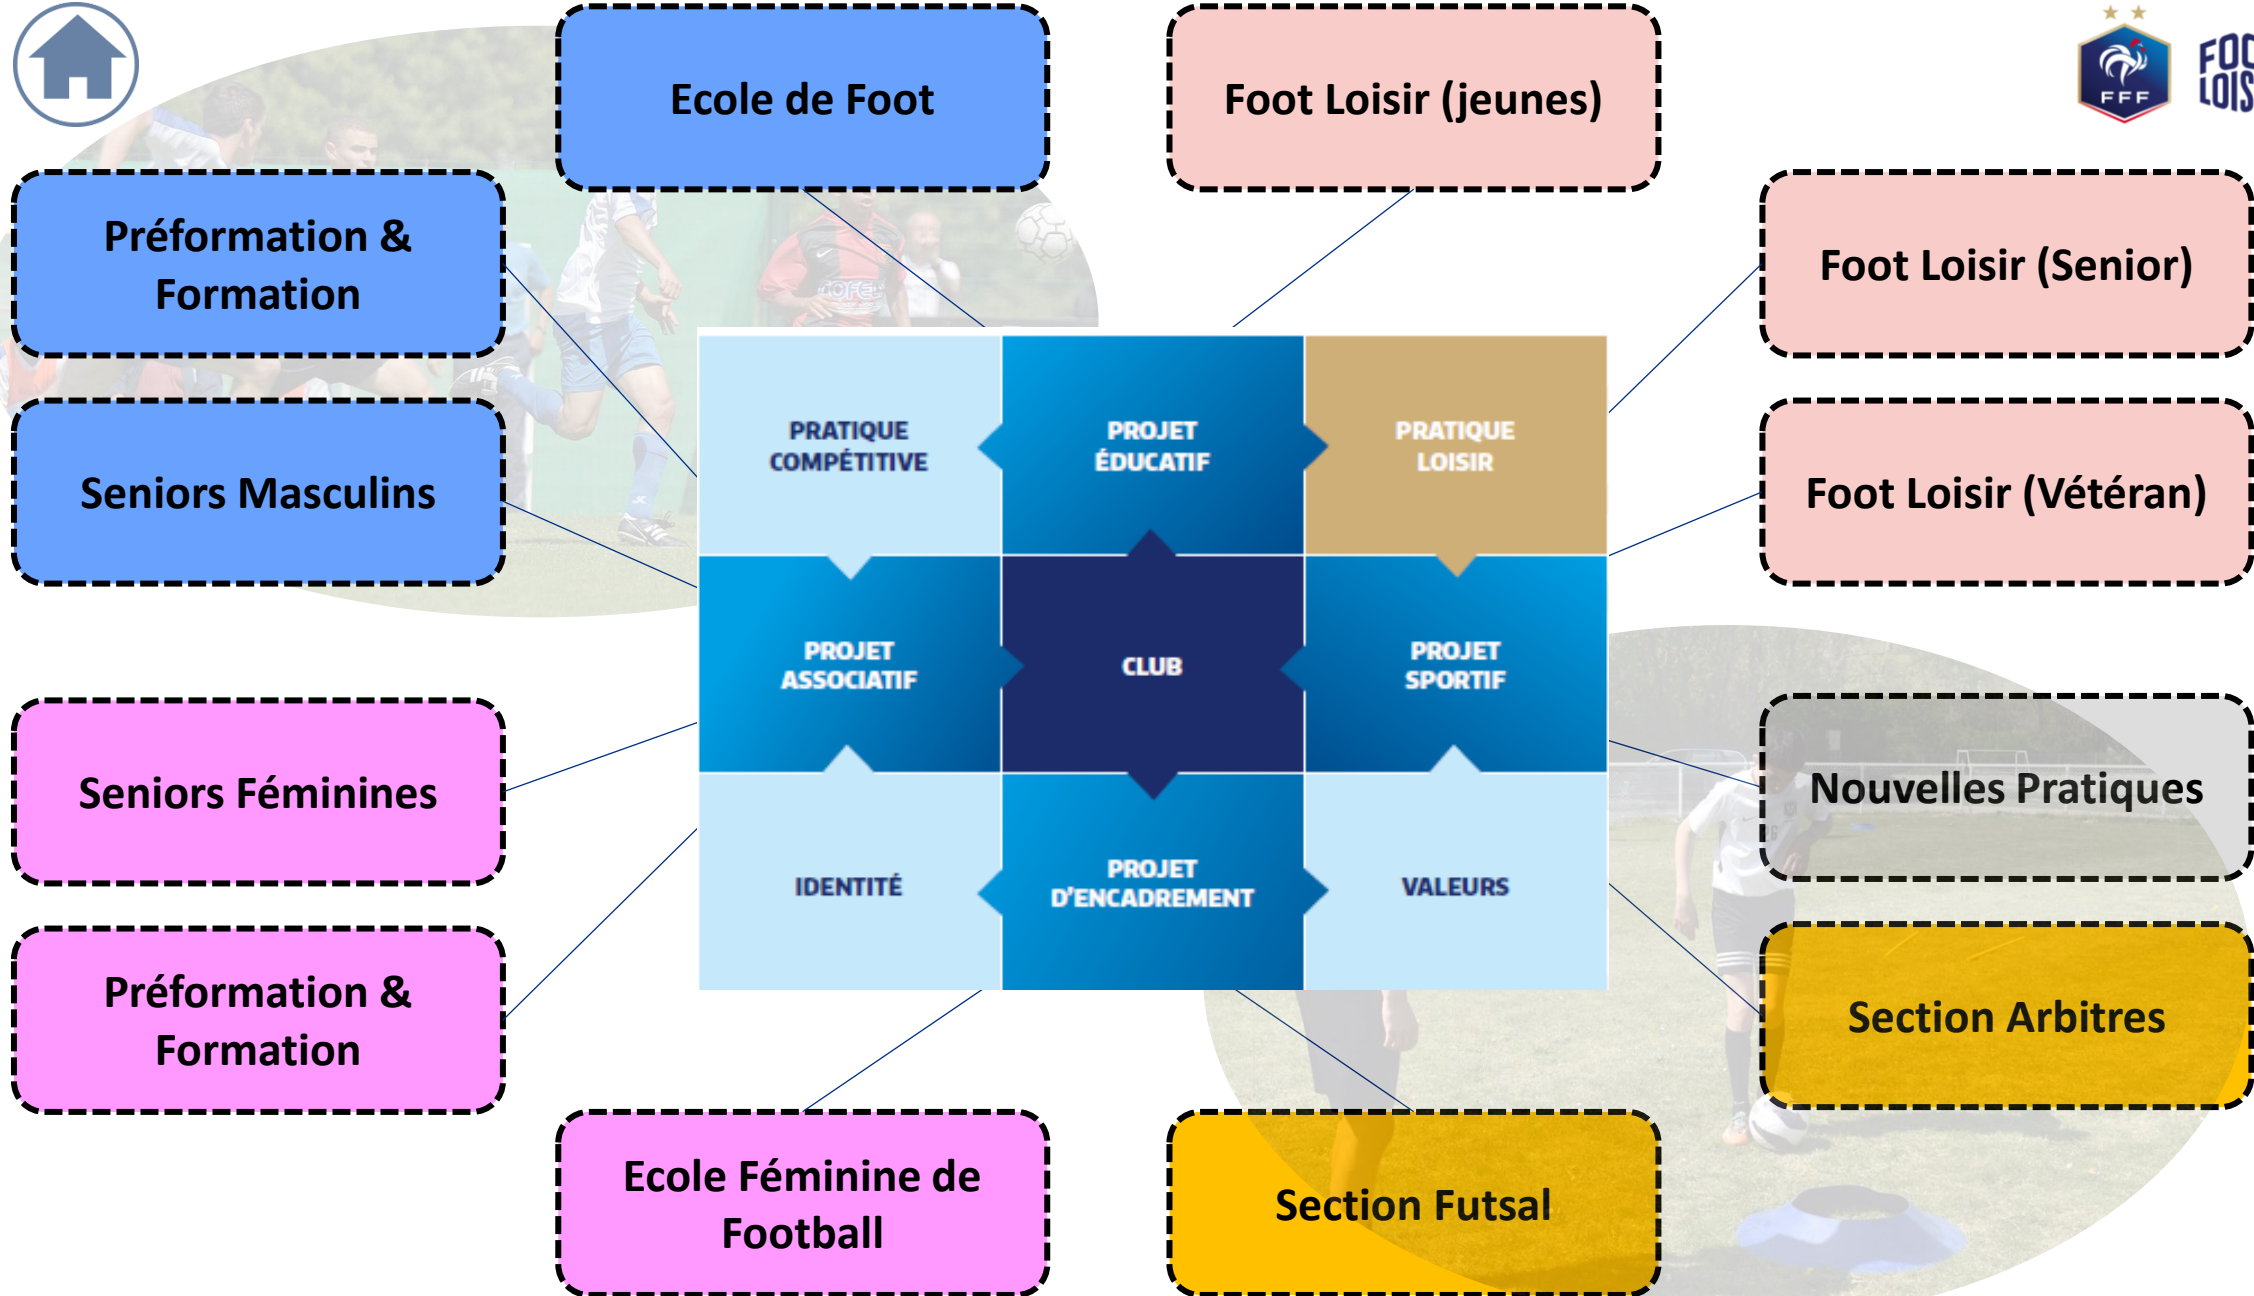 Ecole de Foot
Foot Loisir (jeunes)
FFF
Préformation &
Formation
Foot Loisir (Senior)
Seniors Masculins
Foot Loisir (Vétéran)
PRATIQUE
COMPÉTITIVE
PROJET
ÉDUCATIF
PRATIQUE
LOISIR
PROJET
ASSOCIATIF
CLUB
PROJET
SPORTIF
IDENTITÉ
PROJET
D'ENCADREMENT
VALEURS
Seniors Féminines
Nouvelles Pratiques
Préformation &
Formation
Section Arbitres
Ecole Féminine de
Football
Section Futsal